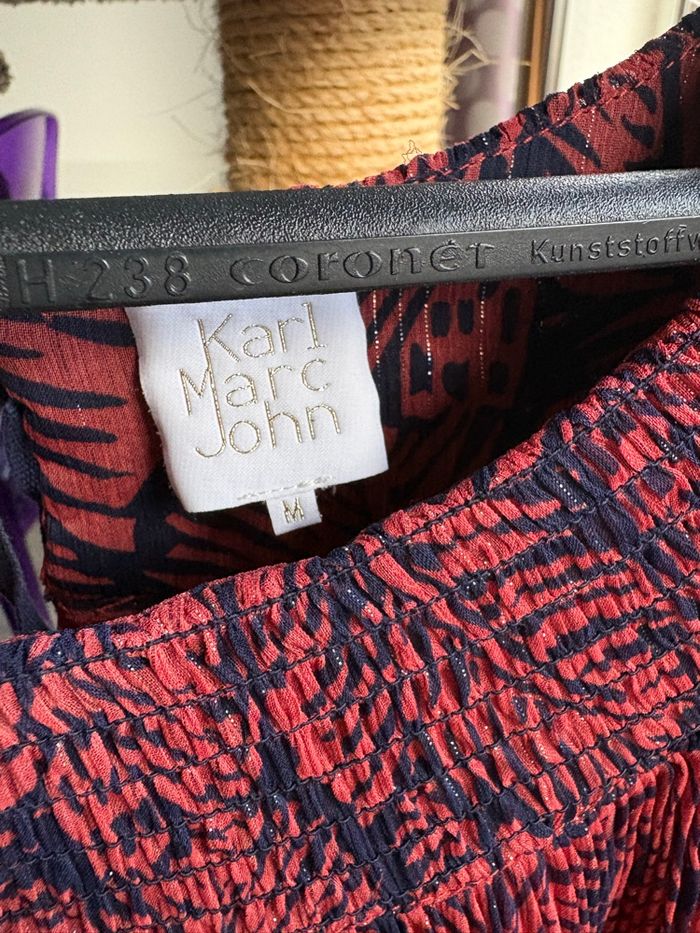 H 238 coronet Kunststoffw
Karl
Marc
John
M